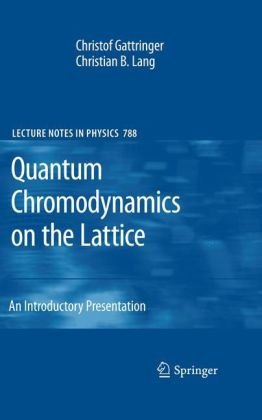 Christof Gattringer
Christian B. Lang
LECTURE NOTES IN PHYSICS 788
Quantum
Chromodynamics
on the Lattice
An Introductory Presentation
Springer